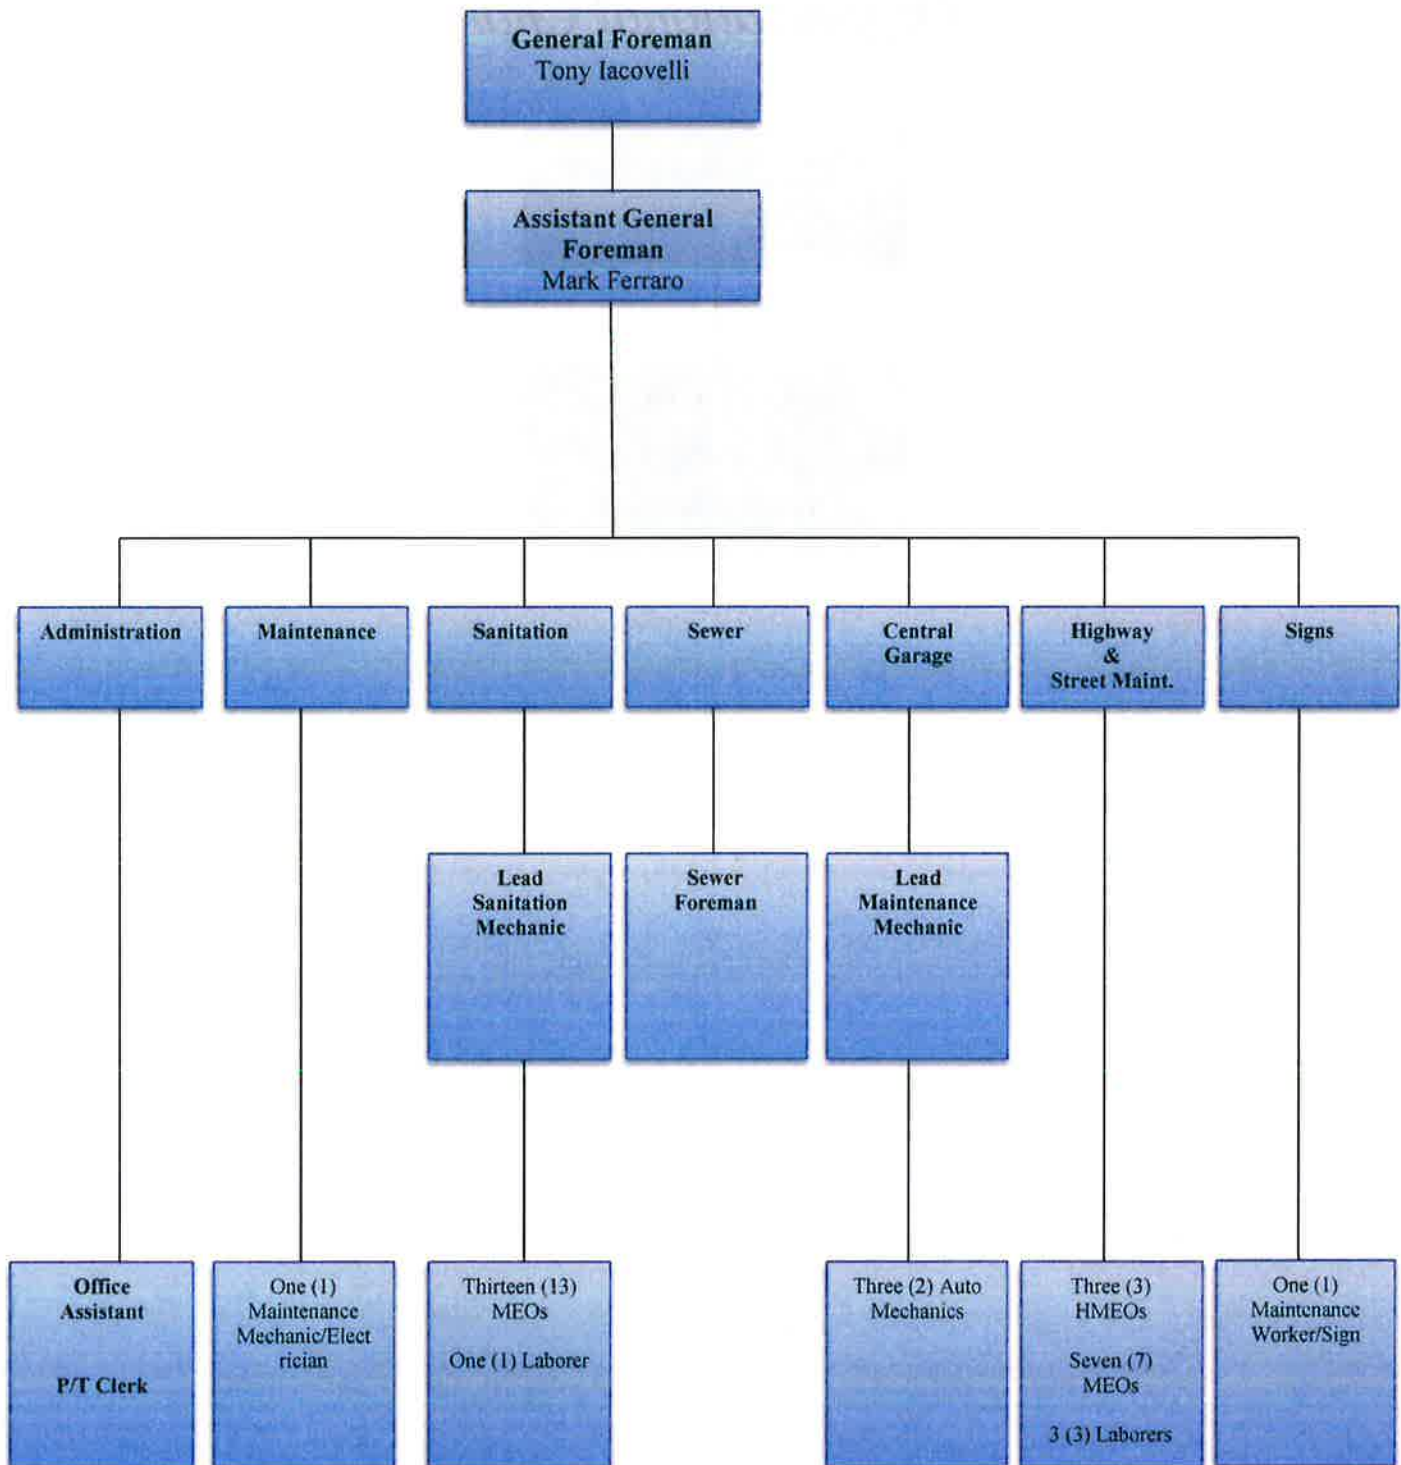 General Foreman
Tony Iacovelli
Assistant General
Foreman
Mark Ferraro
Administration
Maintenance
Sanitation
Sewer
Central
Garage
Highway
&
Street Maint.
Signs
Lead
Sanitation
Mechanic
Sewer
Foreman
Lead
Maintenance
Mechanic
Office
Assistant
P/T Clerk
One (1)
Maintenance
Mechanic/Elect
rician
Thirteen (13)
MEOs
One (1) Laborer
Three (2) Auto
Mechanics
Three (3)
HMEOs
Seven (7)
MEOs
3 (3) Laborers
One (1)
Maintenance
Worker/Sign